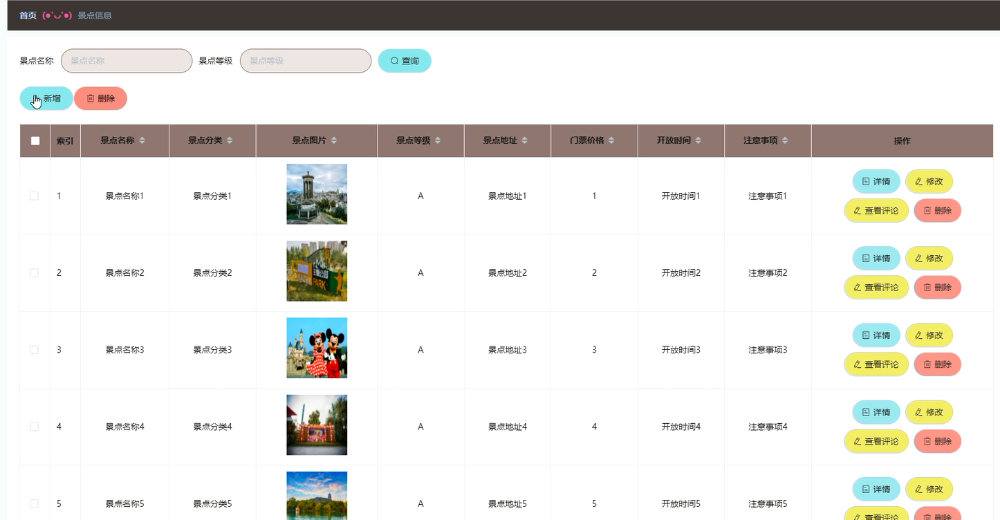 首页 (●'◡'●) 景点信息
景点名称 景点名称 景点等级 景点等级 查询
新增 删除
索引 景点名称 景点分类 景点图片 景点等级 景点地址 门票价格 开放时间 注意事项 操作
1 景点名称1 景点分类1 A 景点地址1 1 开放时间1 注意事项1 详情 修改
查看评论 删除
2 景点名称2 景点分类2 A 景点地址2 2 开放时间2 注意事项2 详情 修改
查看评论 删除
PARK
3 景点名称3 景点分类3 A 景点地址3 3 开放时间3 注意事项3 详情 修改
查看评论 删除
4 景点名称4 景点分类4 A 景点地址4 4 开放时间4 注意事项4 详情 修改
查看评论 删除
5 景点名称5 景点分类5 A 景点地址5 5 开放时间5 注意事项5 详情 修改
查看评论 删除